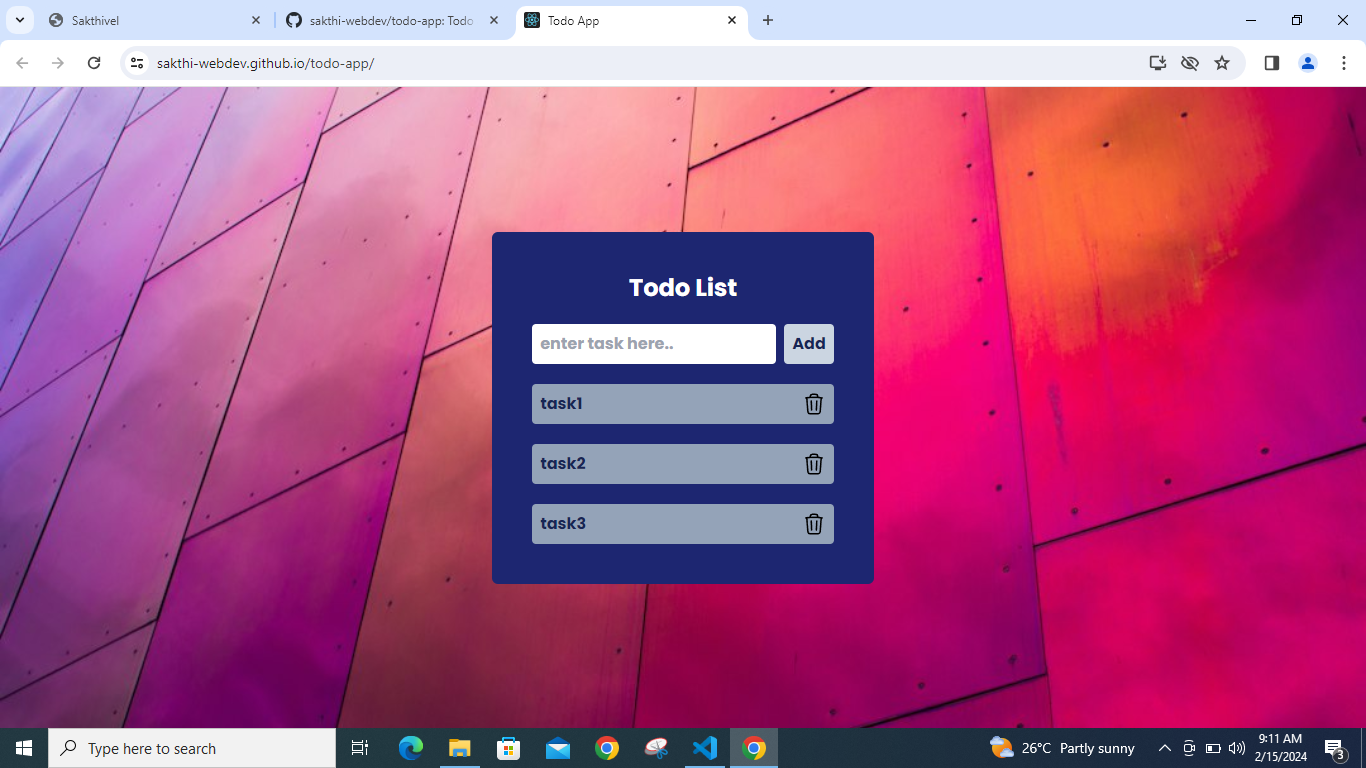 Sakthivel
sakthi-webdev/todo-app: Todo
Todo App
sakthi-webdev.github.io/todo-app/
Todo List
enter task here..
Add
task1
task2
task3
Type here to search
26°C Partly sunny
9:11 AM
2/15/2024
3